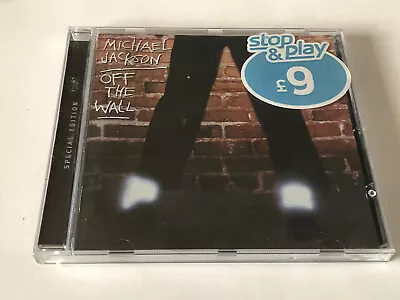 MICHAEL
JACKSON
OFF
THE
WALL
stop
& play
£9
SPECIAL EDITION